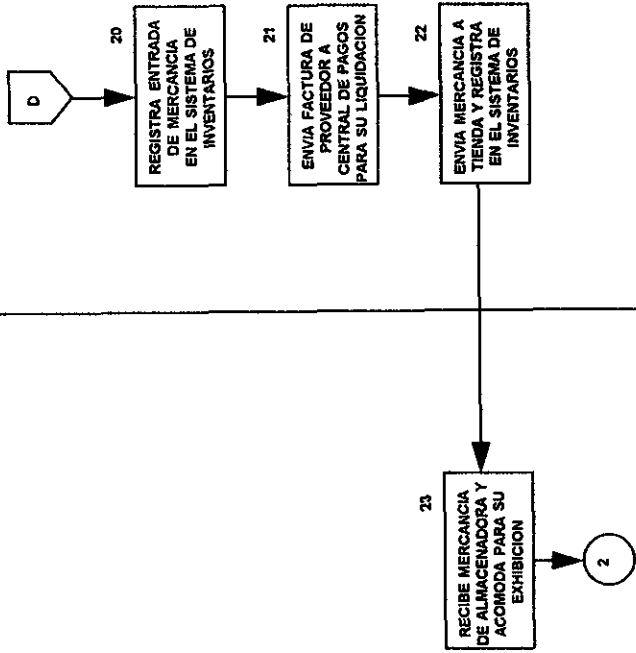 D
20
REGISTRA ENTRADA
DE MERCANCIA
EN EL SISTEMA DE
INVENTARIOS
21
ENVIA FACTURA DE
PROVEEDOR A
CENTRAL DE PAGOS
PARA SU LIQUIDACION
22
ENVIA MERCANCIA A
TIENDA Y REGISTRA
EN EL SISTEMA DE
INVENTARIOS
23
RECIBE MERCANCIA
DE ALMACENADORA Y
ACOMODA PARA SU
EXHIBICION
2